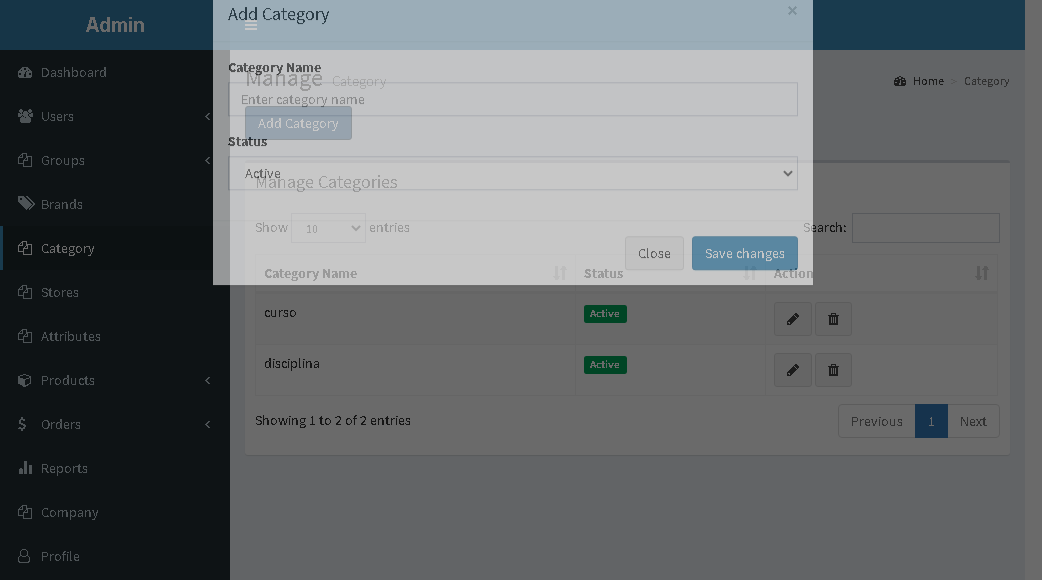 Admin
Dashboard
Users
Groups
Brands
Category
Stores
Attributes
Products
Orders
Reports
Company
Profile
Add Category
×
Category Name
Enter category name
Status
Active
Close
Save changes
Manage Category
Home > Category
Add Category
Manage Categories
Show 10 entries
Search:
Category Name Status Action
curso Active
disciplina Active
Showing 1 to 2 of 2 entries
Previous 1 Next